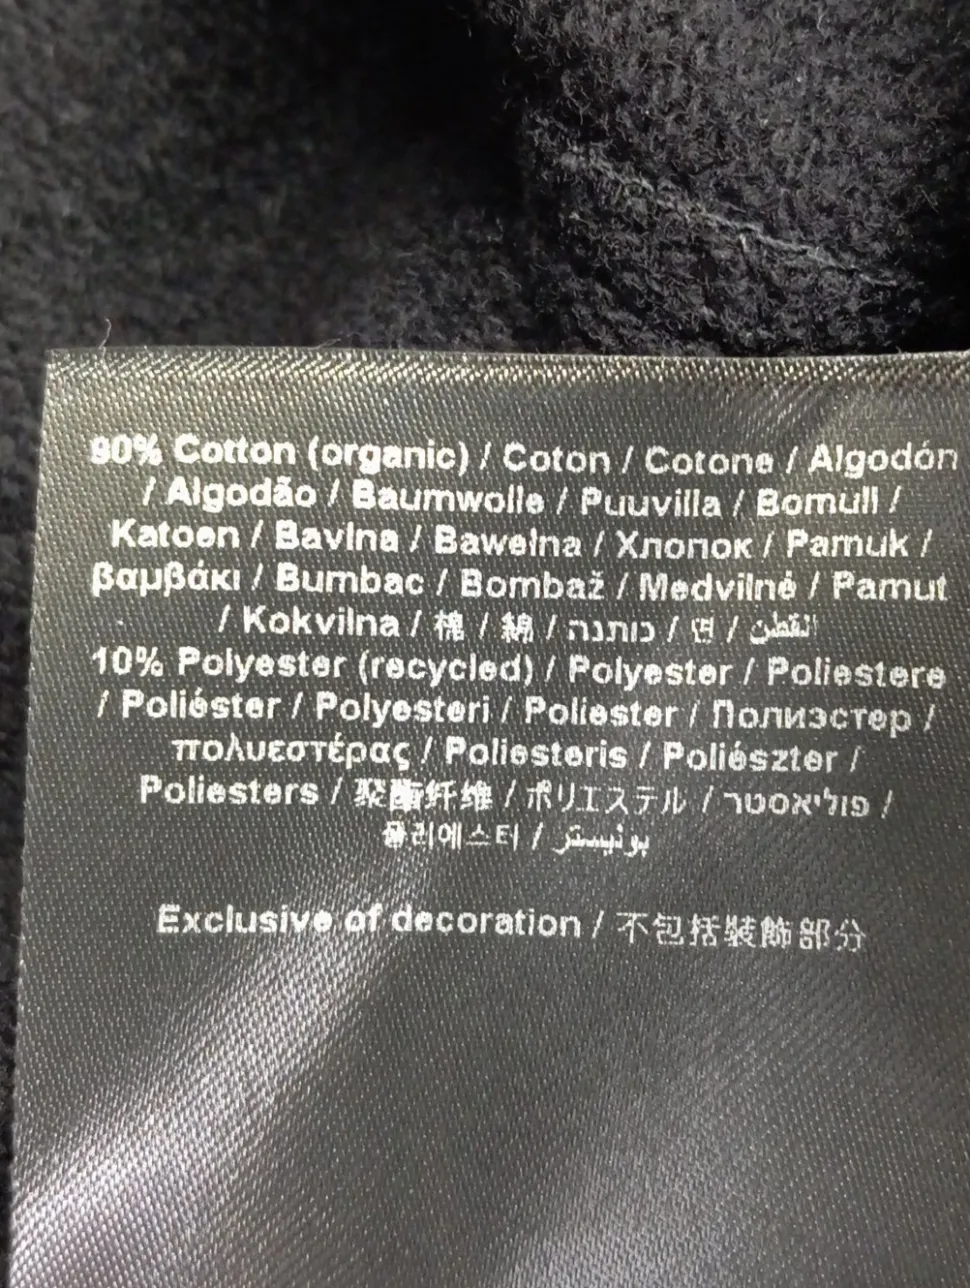 90% Cotton (organic) / Coton / Cotone / Algodón
/ Algodão / Baumwolle / Puuvilla / Bomull /
Katoen / Bavlna / Bawełna / Хлопок / Pamuk /
βαμβάκι / Bumbac / Bombaž / Medvilnė / Pamut
/ Kokvilna / 棉 / 綿 / כותנה / 면 / القطن
10% Polyester (recycled) / Polyester / Poliestere
/ Poliéster / Polyesteri / Poliester / Полиэстер /
πολυεστέρας / Poliesteris / Poliészter /
Poliesters / 聚酯纤维 / ポリエステル / פוליאסטר /
폴리에스터 / بوليستر
Exclusive of decoration / 不包括裝飾部分